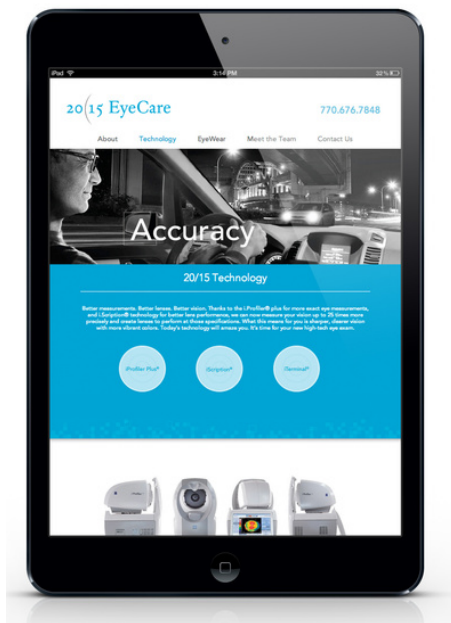 iPad 3:14 PM 32%
20/15 EyeCare 770.676.7848
About Technology EyeWear Meet the Team Contact Us
Accuracy
20/15 Technology
Better measurements. Better lenses. Better vision. Thanks to the i.Profiler® plus for more exact eye measurements,
and i.Scription® technology for better lens performance, we can now measure your vision up to 25 times more
precisely and create lenses to perform at those specifications. What this means for you is sharper, clearer vision
with more vibrant colors. Today's technology will amaze you. It's time for your new high-tech eye exam.
iProfiler Plus® iScription® iTerminal®